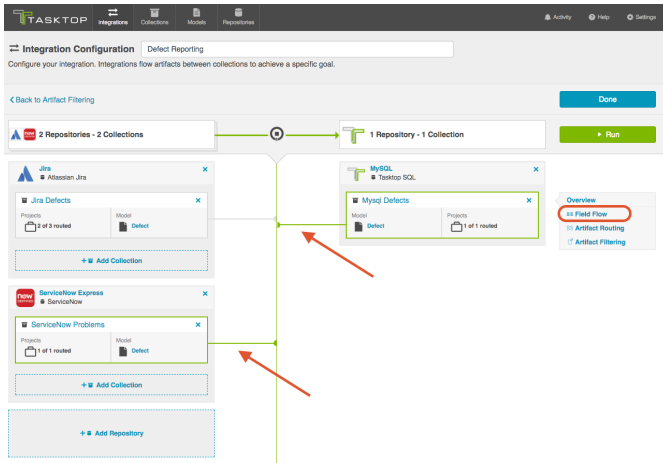 TASKTOP
Integrations
Collections
Models
Repositories
Activity
Help
Settings
Integration Configuration
Defect Reporting
Configure your integration. Integrations flow artifacts between collections to achieve a specific goal.
Back to Artifact Filtering
Done
2 Repositories - 2 Collections
1 Repository - 1 Collection
Run
Jira
Atlassian Jira
Jira Defects
Projects
Model
2 of 3 routed
Defect
+ Add Collection
MySQL
Tasktop SQL
Mysql Defects
Model
Projects
Defect
1 of 1 routed
Overview
Field Flow
Artifact Routing
Artifact Filtering
now
ServiceNow Express
ServiceNow
ServiceNow Problems
Projects
Model
1 of 1 routed
Defect
+ Add Collection
+ Add Repository